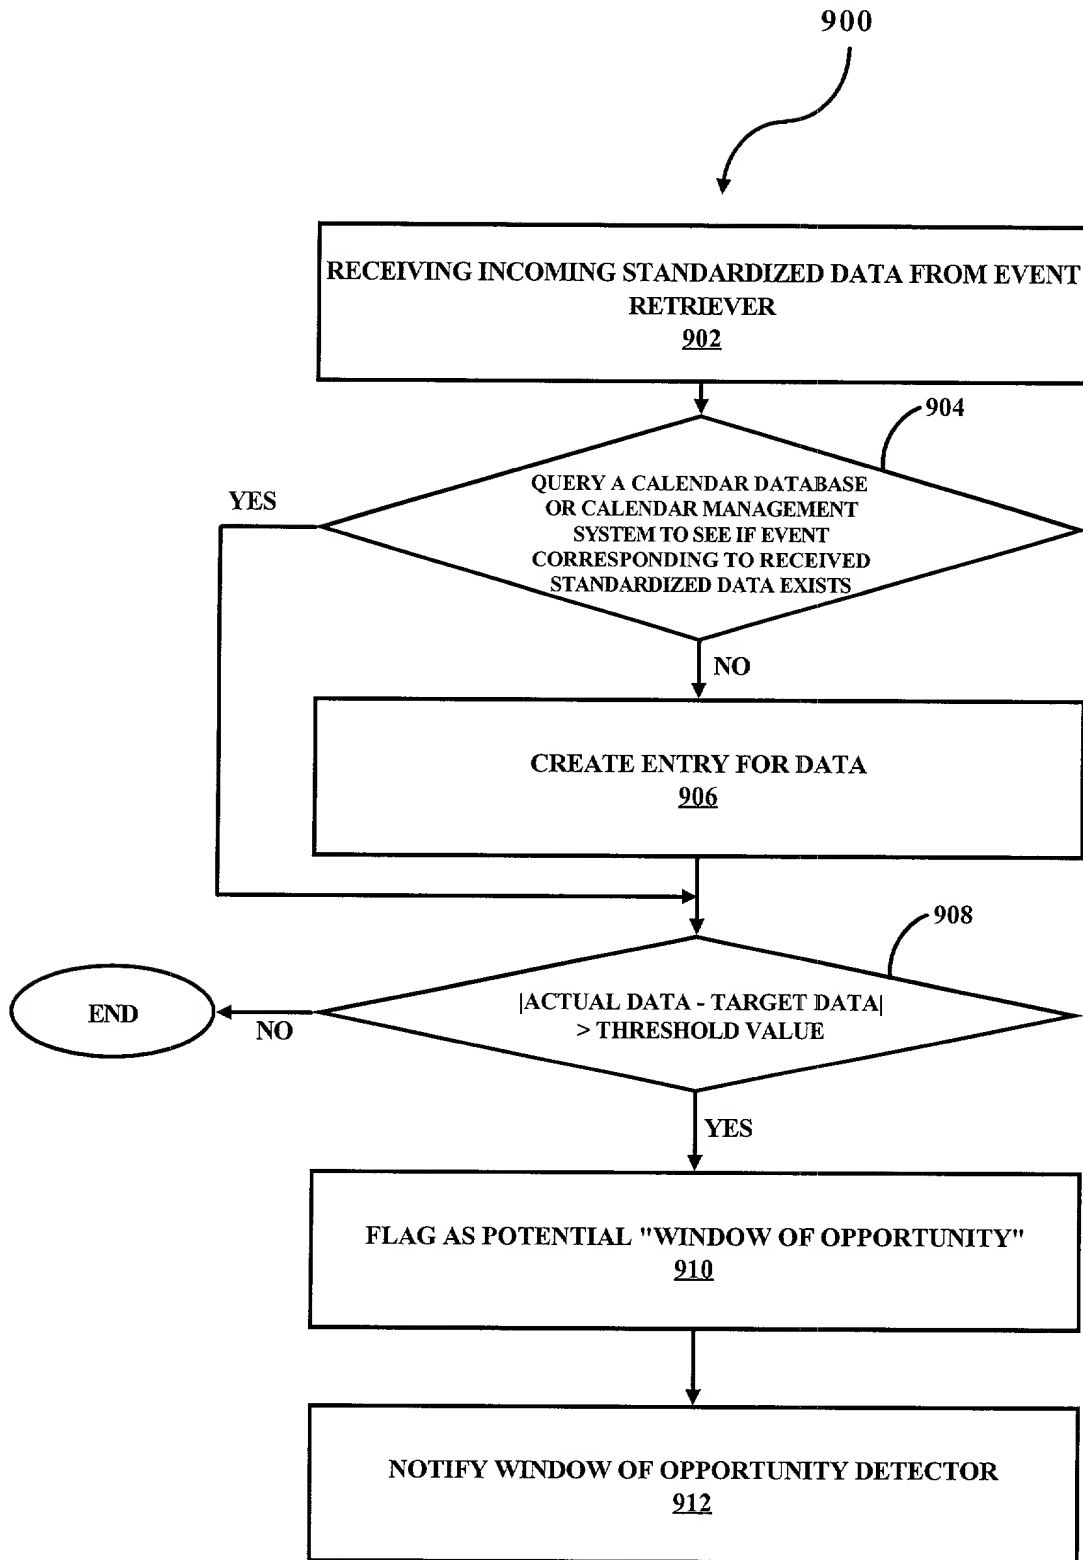 900
RECEIVING INCOMING STANDARDIZED DATA FROM EVENT
RETRIEVER
902
904
YES
QUERY A CALENDAR DATABASE
OR CALENDAR MANAGEMENT
SYSTEM TO SEE IF EVENT
CORRESPONDING TO RECEIVED
STANDARDIZED DATA EXISTS
NO
CREATE ENTRY FOR DATA
906
908
|ACTUAL DATA - TARGET DATA|
> THRESHOLD VALUE
END
NO
YES
FLAG AS POTENTIAL "WINDOW OF OPPORTUNITY"
910
NOTIFY WINDOW OF OPPORTUNITY DETECTOR
912